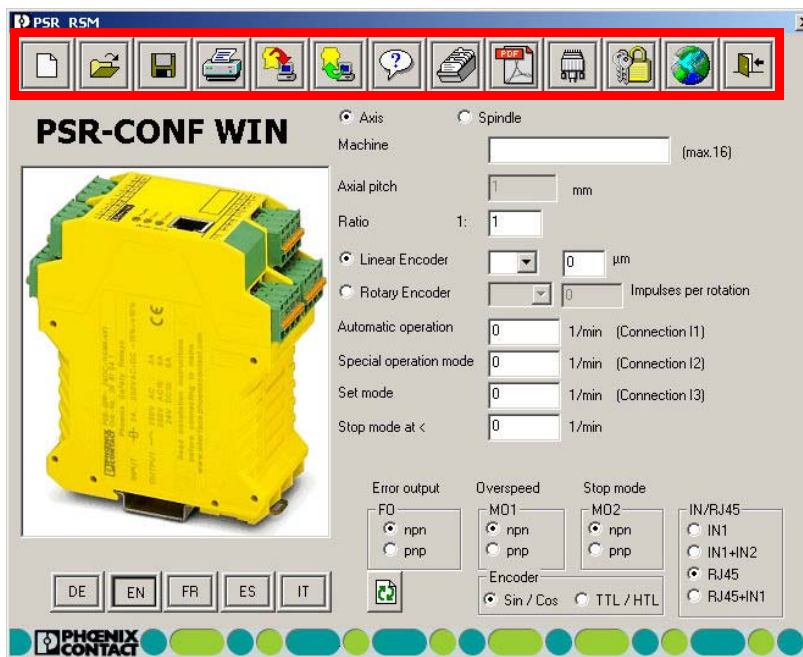 PSR_RSM
PDF
PSR-CONF WIN
Axis Spindle
Machine (max.16)
Axial pitch 1 mm
Ratio 1: 1
Linear Encoder 0 µm
Rotary Encoder 0 Impulses per rotation
Automatic operation 0 1/min (Connection I1)
Special operation mode 0 1/min (Connection I2)
Set mode 0 1/min (Connection I3)
Stop mode at < 0 1/min
Error output Overspeed Stop mode
FO MO1 MO2 IN/RJ45
npn npn npn IN1
pnp pnp pnp IN1+IN2
RJ45
RJ45+IN1
Encoder
Sin / Cos TTL / HTL
DE EN FR ES IT
PHŒNIX
CONTACT